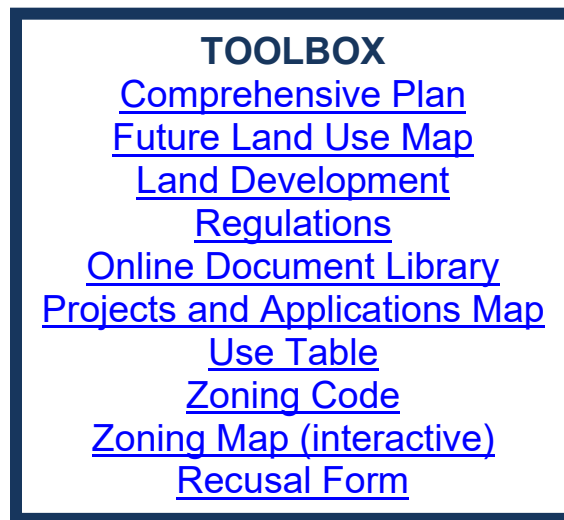 TOOLBOX
Comprehensive Plan
Future Land Use Map
Land Development
Regulations
Online Document Library
Projects and Applications Map
Use Table
Zoning Code
Zoning Map (interactive)
Recusal Form